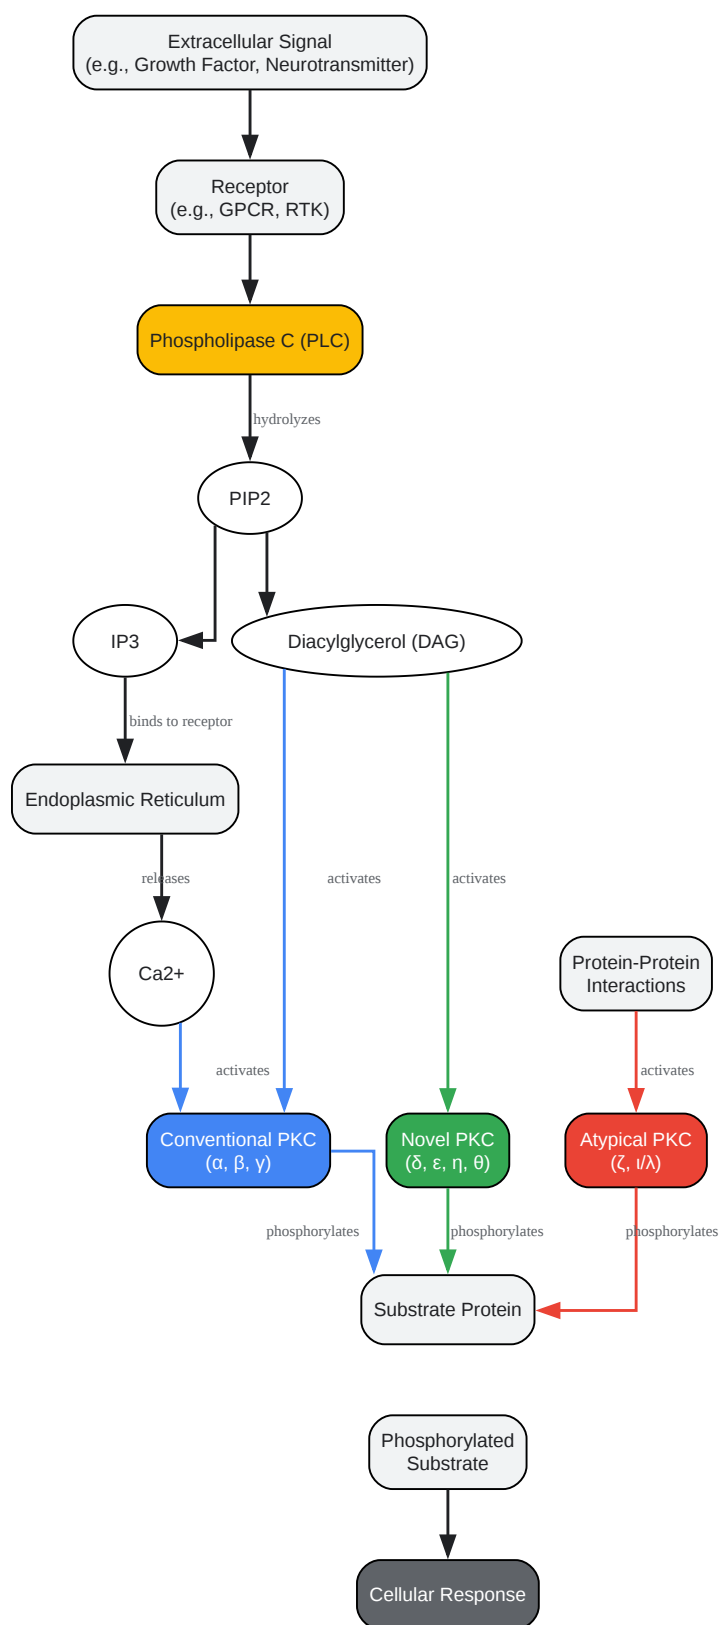 Extracellular Signal
(e.g., Growth Factor, Neurotransmitter)
Receptor
(e.g., GPCR, RTK)
Phospholipase C (PLC)
hydrolyzes
PIP2
IP3
Diacylglycerol (DAG)
binds to receptor
Endoplasmic Reticulum
releases
activates
activates
Ca2+
Protein-Protein
Interactions
activates
activates
Conventional PKC
(α, β, γ)
Novel PKC
(δ, ε, η, θ)
Atypical PKC
(ζ, ι/λ)
phosphorylates
phosphorylates
phosphorylates
Substrate Protein
Phosphorylated
Substrate
Cellular Response